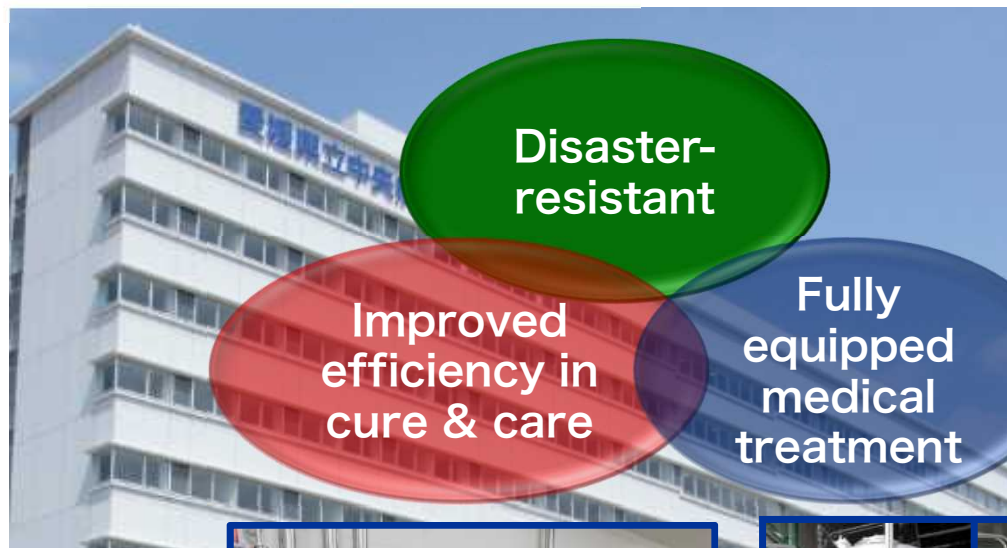 愛媛県立中央
Disaster-
resistant
Improved
efficiency in
cure & care
Fully
equipped
medical
treatment